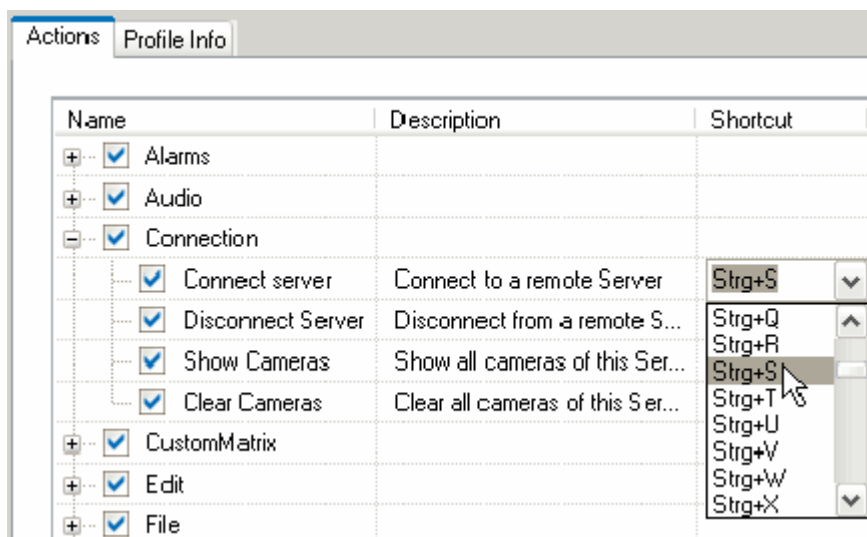 Actions Profile Info
Name Description Shortcut
Alarms
Audio
Connection
Connect server Connect to a remote Server Strg+S
Disconnect Server Disconnect from a remote S... Strg+Q
Strg+R
Show Cameras Show all cameras of this Ser... Strg+S
Clear Cameras Clear all cameras of this Ser... Strg+T
Strg+U
CustomMatrix Strg+V
Edit Strg+W
Strg+X
File